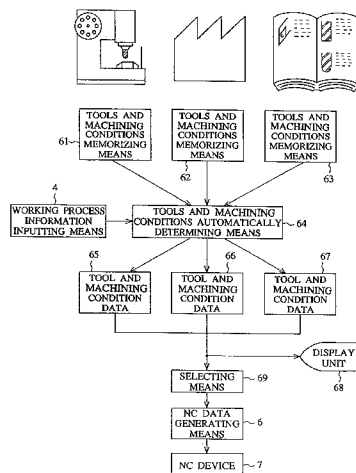 TOOLS AND
MACHINING
CONDITIONS
MEMORIZING
MEANS
61
TOOLS AND
MACHINING
CONDITIONS
MEMORIZING
MEANS
62
TOOLS AND
MACHINING
CONDITIONS
MEMORIZING
MEANS
63
4
WORKING PROCESS
INFORMATION
INPUTTING MEANS
TOOLS AND MACHINING
CONDITIONS AUTOMATICALLY
DETERMINING MEANS
64
65
TOOL AND
MACHINING
CONDITION
DATA
66
TOOL AND
MACHINING
CONDITION
DATA
67
TOOL AND
MACHINING
CONDITION
DATA
DISPLAY
UNIT
68
SELECTING
MEANS
69
NC DATA
GENERATING
MEANS
6
NC DEVICE
7